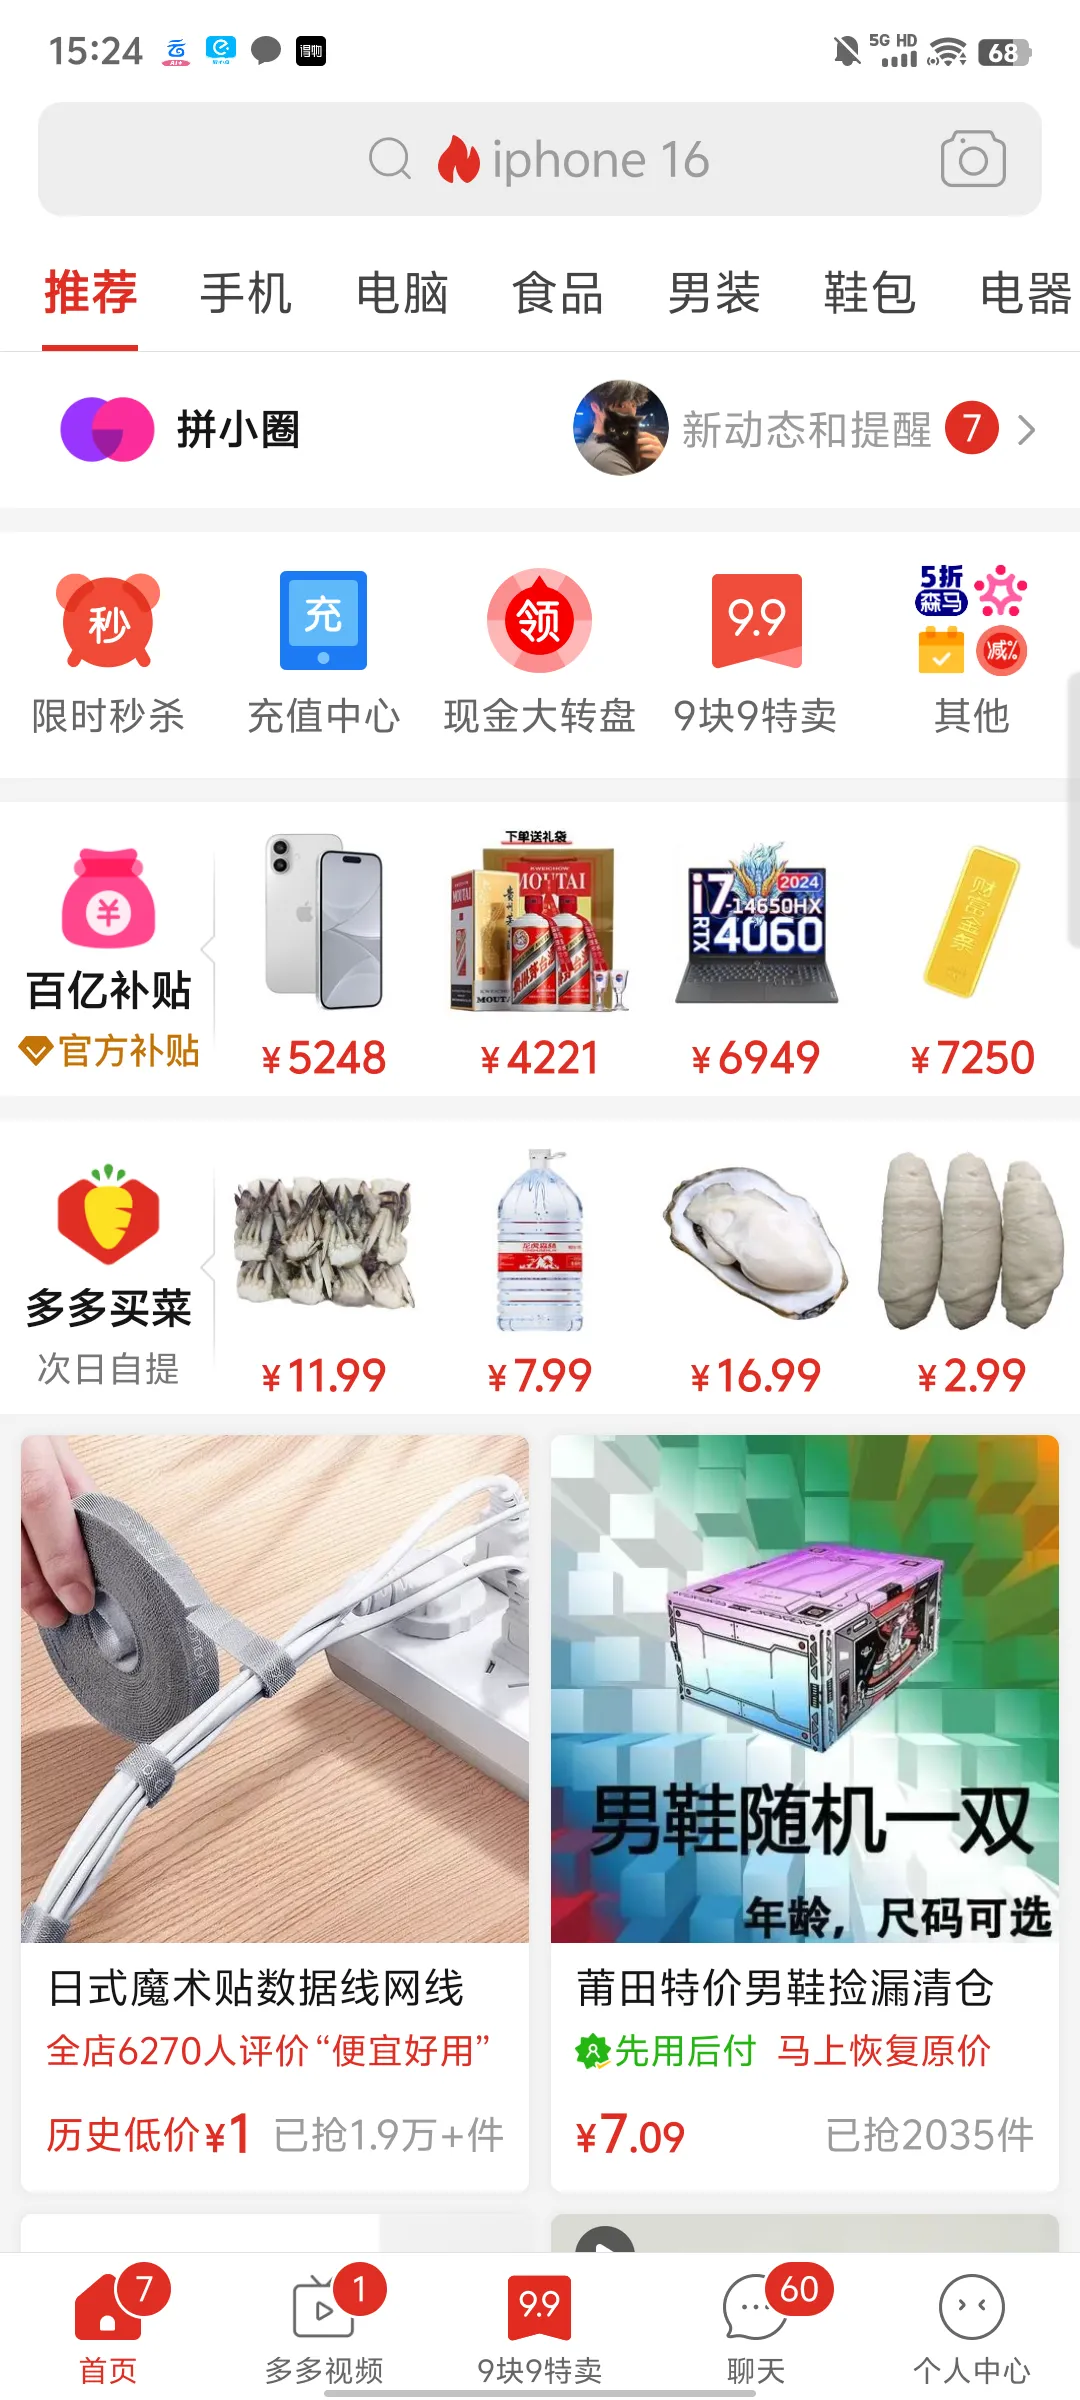 15:24
得物
5G HD
68
iphone 16
推荐
手机
电脑
食品
男装
鞋包
电器
拼小圈
新动态和提醒
7
秒
充
领
9.9
5折
森马
减%
限时秒杀
充值中心
现金大转盘
9块9特卖
其他
下单送礼袋
MOUTAI
i7-14650HX
2024
RTX 4060
百亿补贴
官方补贴
¥5248
¥4221
¥6949
¥7250
多多买菜
次日自提
¥11.99
¥7.99
¥16.99
¥2.99
男鞋随机一双
年龄，尺码可选
日式魔术贴数据线网线
全店6270人评价“便宜好用”
历史低价¥1
已抢1.9万+件
莆田特价男鞋捡漏清仓
先用后付
马上恢复原价
¥7.09
已抢2035件
7
1
9.9
60
首页
多多视频
9块9特卖
聊天
个人中心